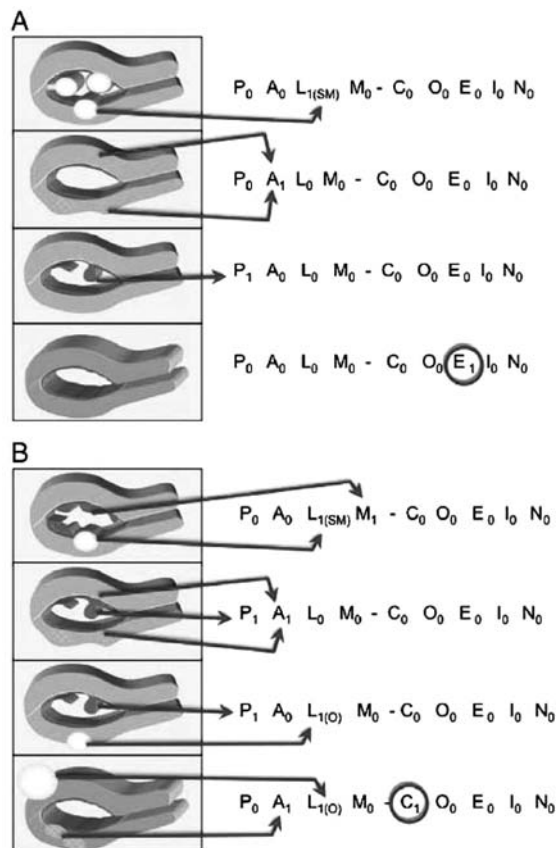 A
P₀ A₀ L₁(SM) M₀ - C₀ O₀ E₀ I₀ N₀
P₀ A₁ L₀ M₀ - C₀ O₀ E₀ I₀ N₀
P₁ A₀ L₀ M₀ - C₀ O₀ E₀ I₀ N₀
P₀ A₀ L₀ M₀ - C₀ O₀ E₁ I₀ N₀
B
P₀ A₀ L₁(SM) M₁ - C₀ O₀ E₀ I₀ N₀
P₁ A₁ L₀ M₀ - C₀ O₀ E₀ I₀ N₀
P₁ A₀ L₁(O) M₀ - C₀ O₀ E₀ I₀ N₀
P₀ A₁ L₁(O) M₀ - C₁ O₀ E₀ I₀ N₀